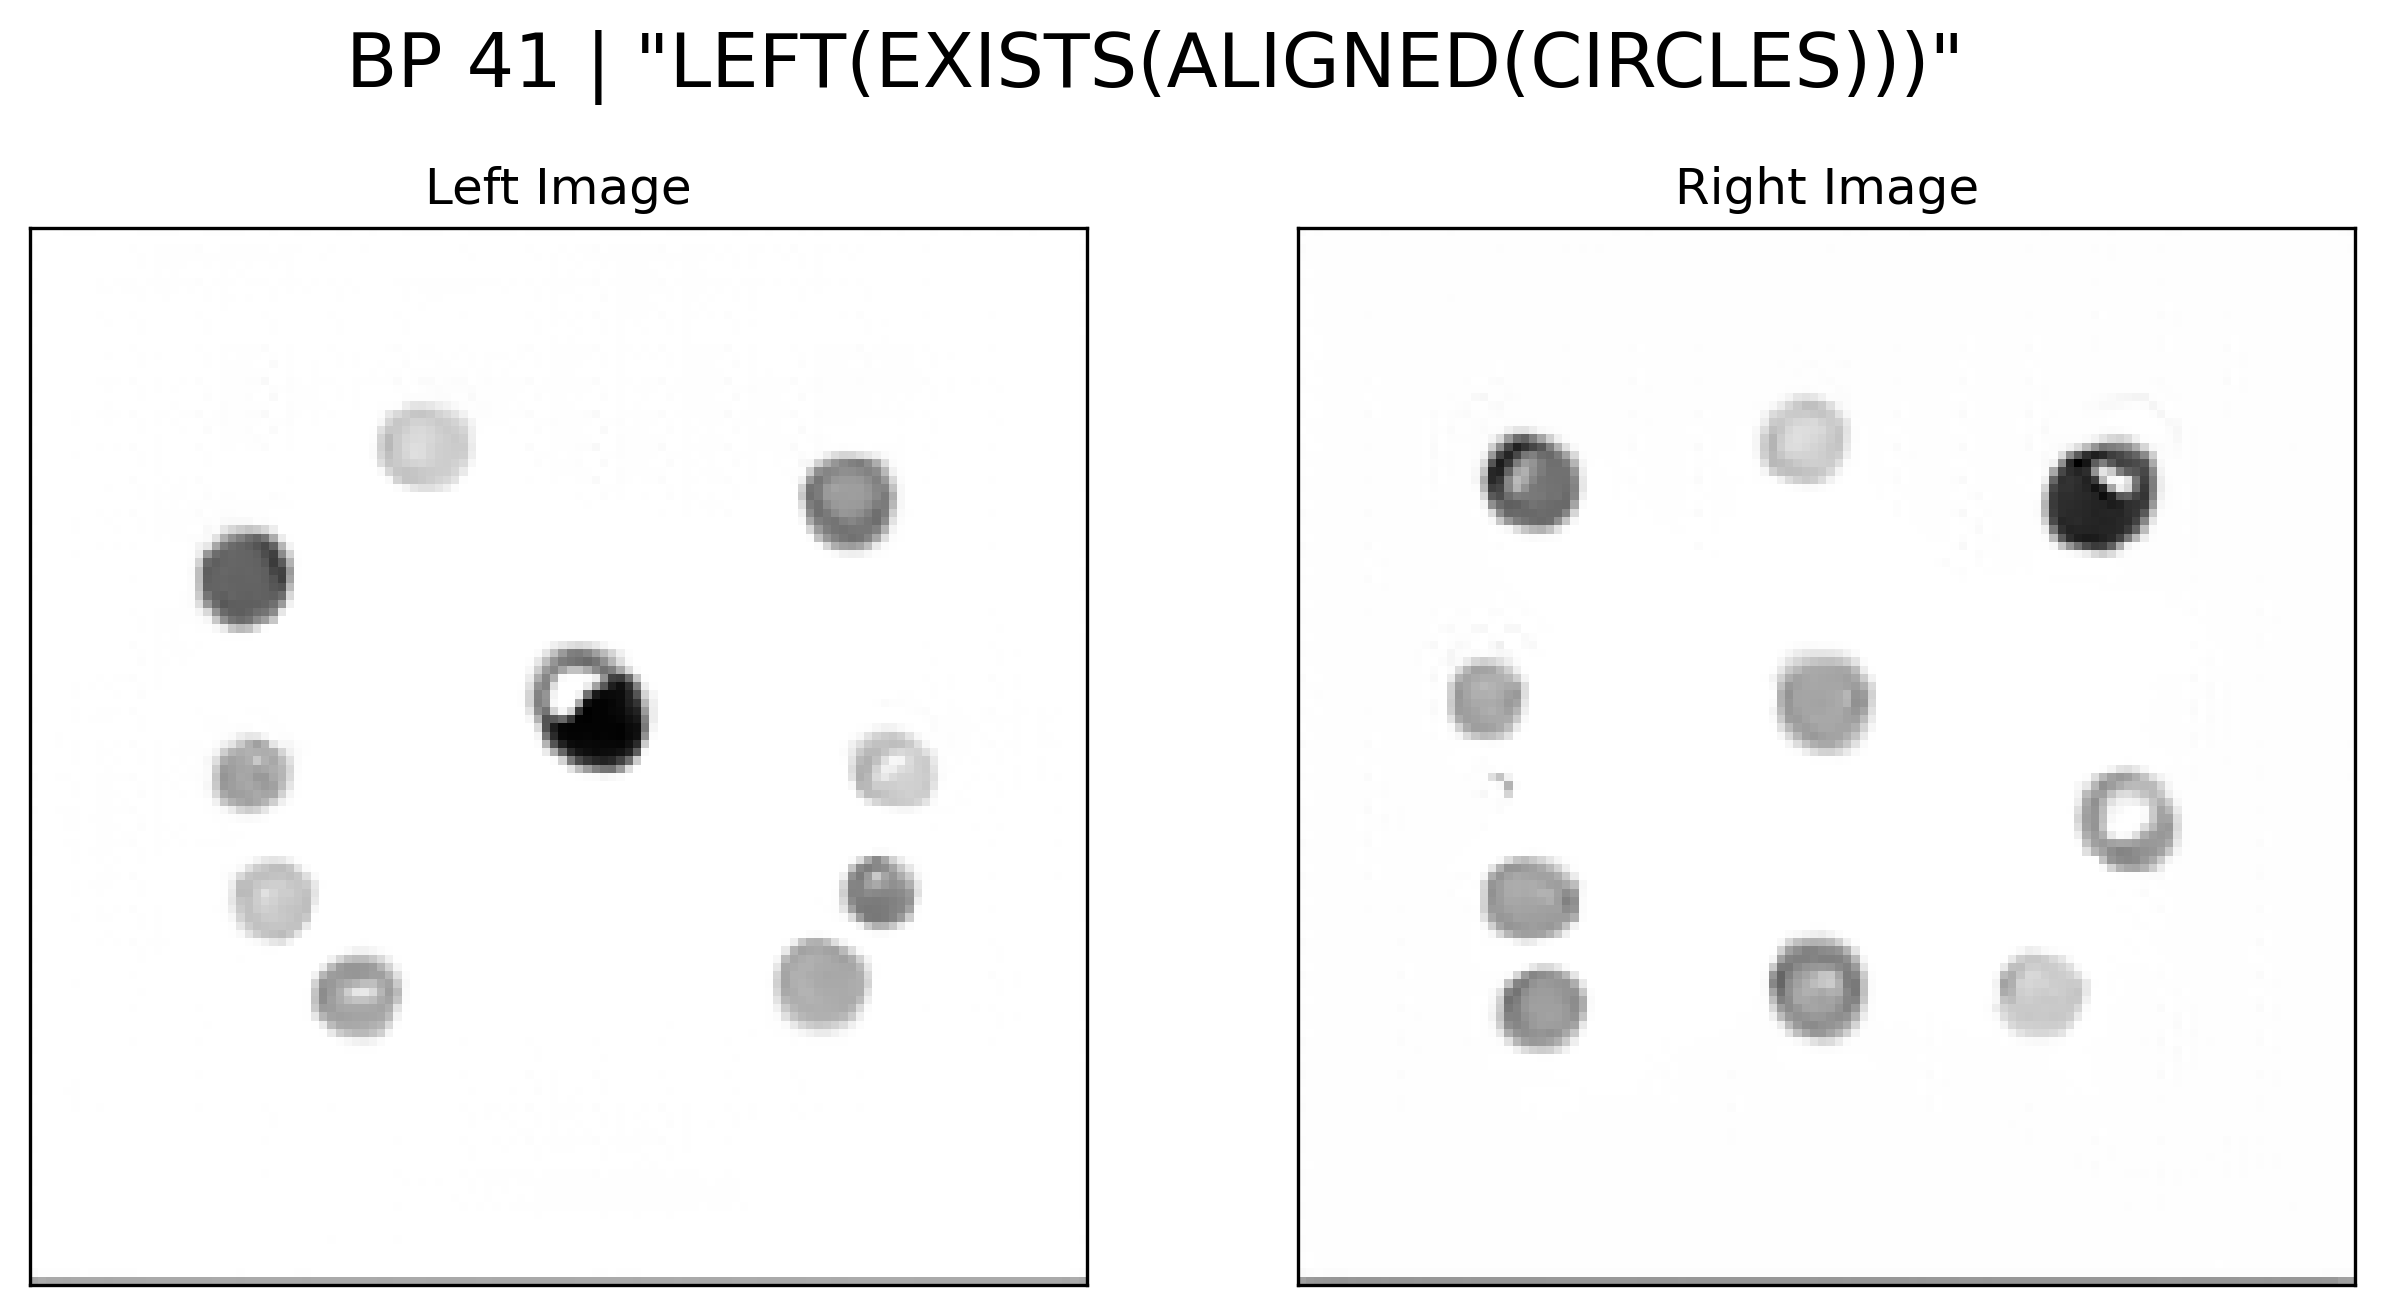 BP 41 | "LEFT(EXISTS(ALIGNED(CIRCLES)))"
Left Image
Right Image